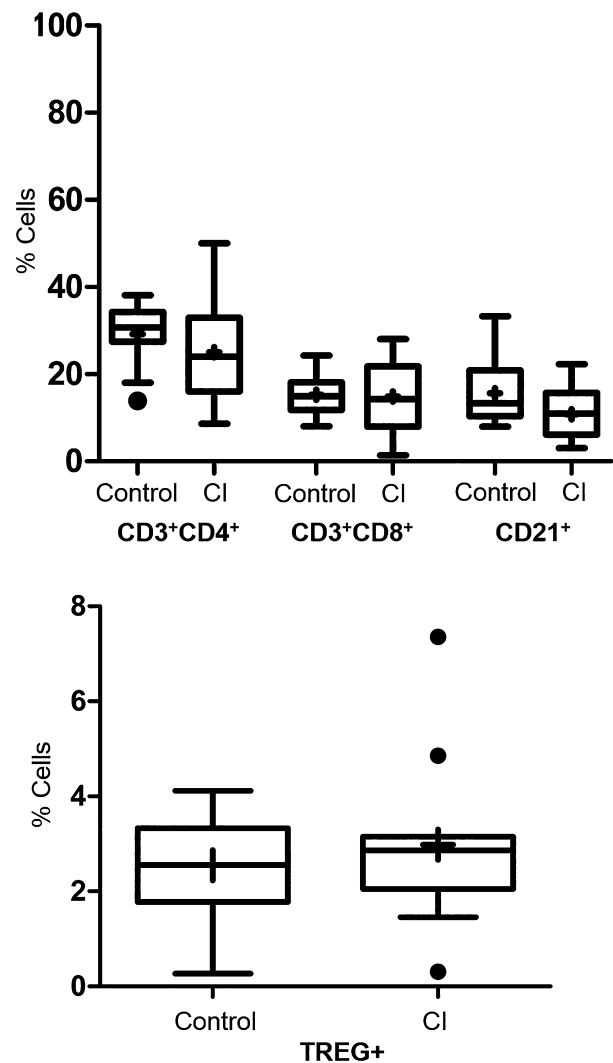 100
80
60
40
20
0
% Cells
Control CI Control CI Control CI
CD3⁺CD4⁺ CD3⁺CD8⁺ CD21⁺
8
6
4
2
0
% Cells
Control CI
TREG+